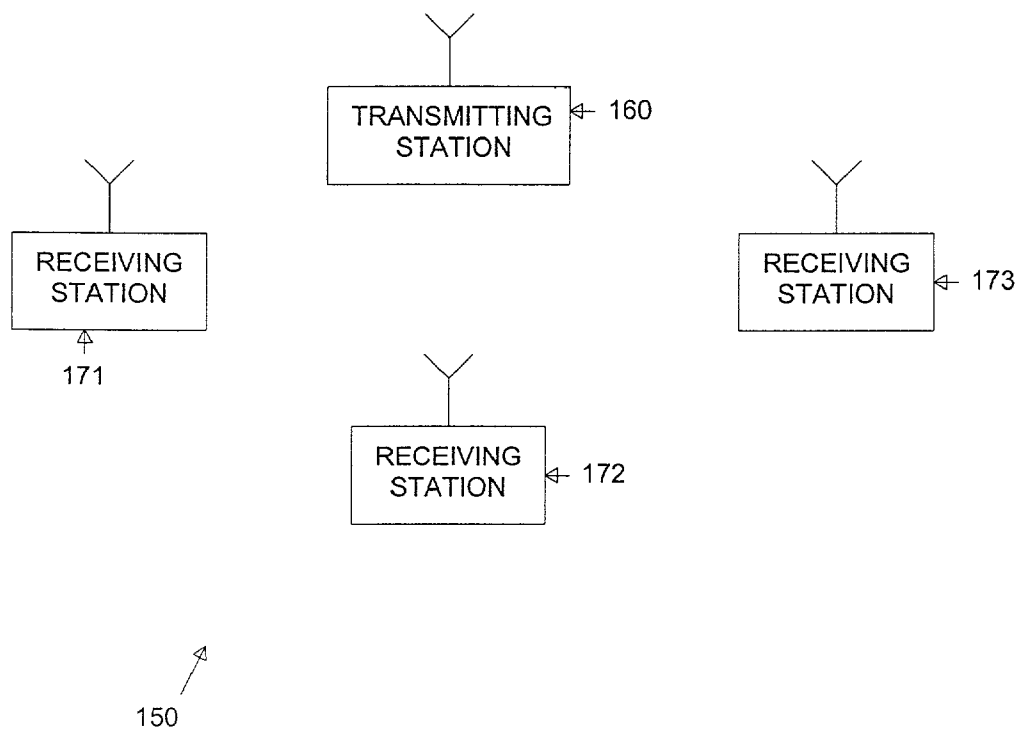 TRANSMITTING
STATION
160
RECEIVING
STATION
171
RECEIVING
STATION
173
RECEIVING
STATION
172
150